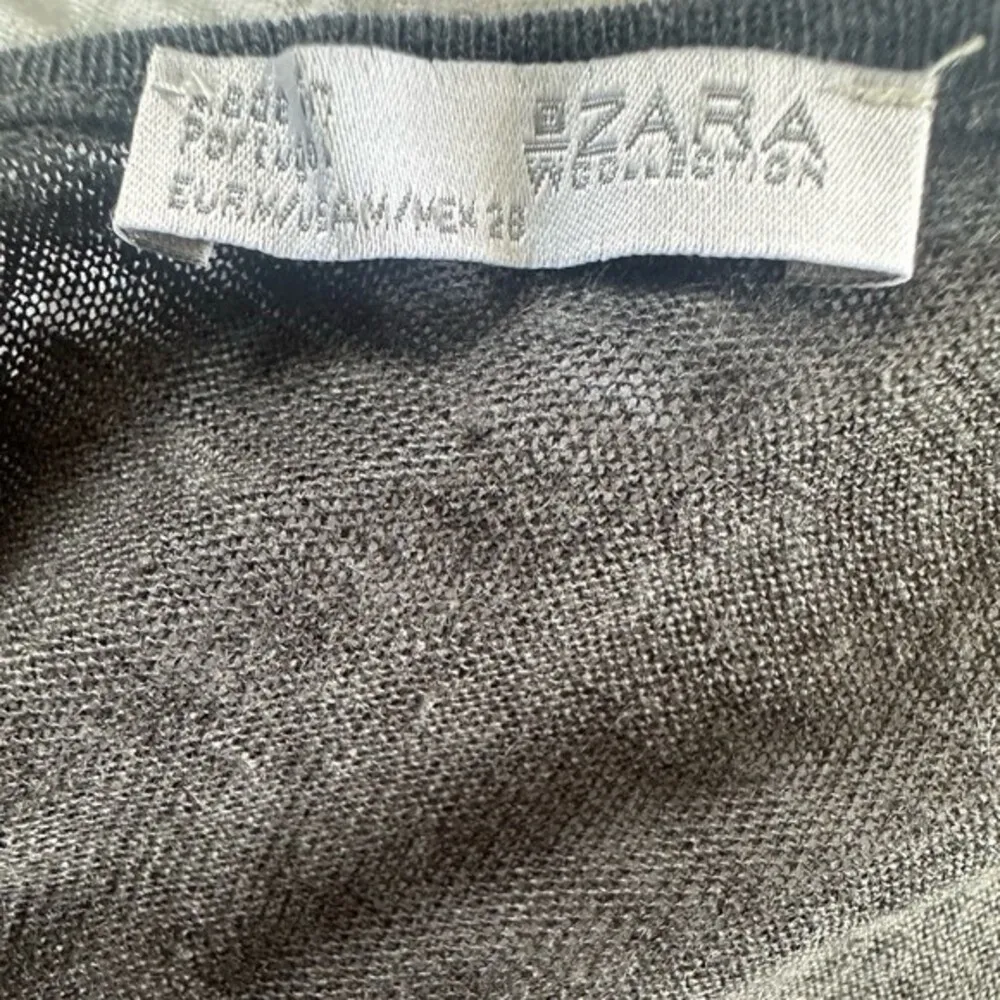 ZARA
W COLLECTION
PORTUGAL
EUR M/USA M/MEX 28